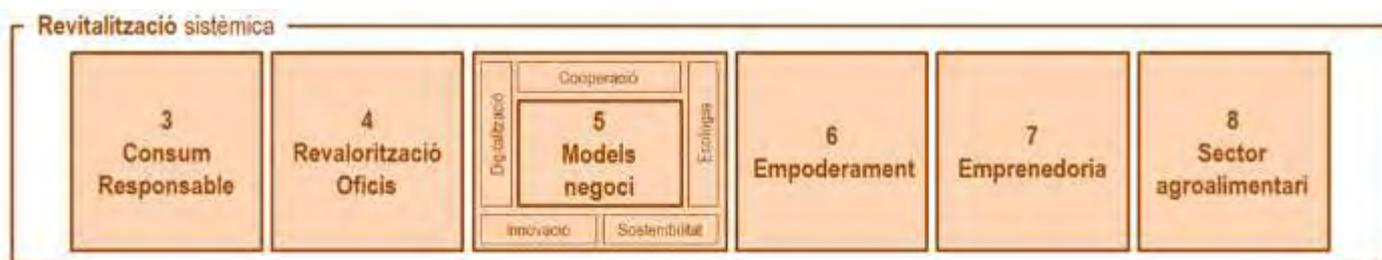 Revitalització sistèmica
3
Consum
Responsable
4
Revalorització
Oficis
Digitalització
Cooperació
5
Models
negoci
Ecologia
Innovació
Sostenibilitat
6
Empoderament
7
Emprenedoria
8
Sector
agroalimentari